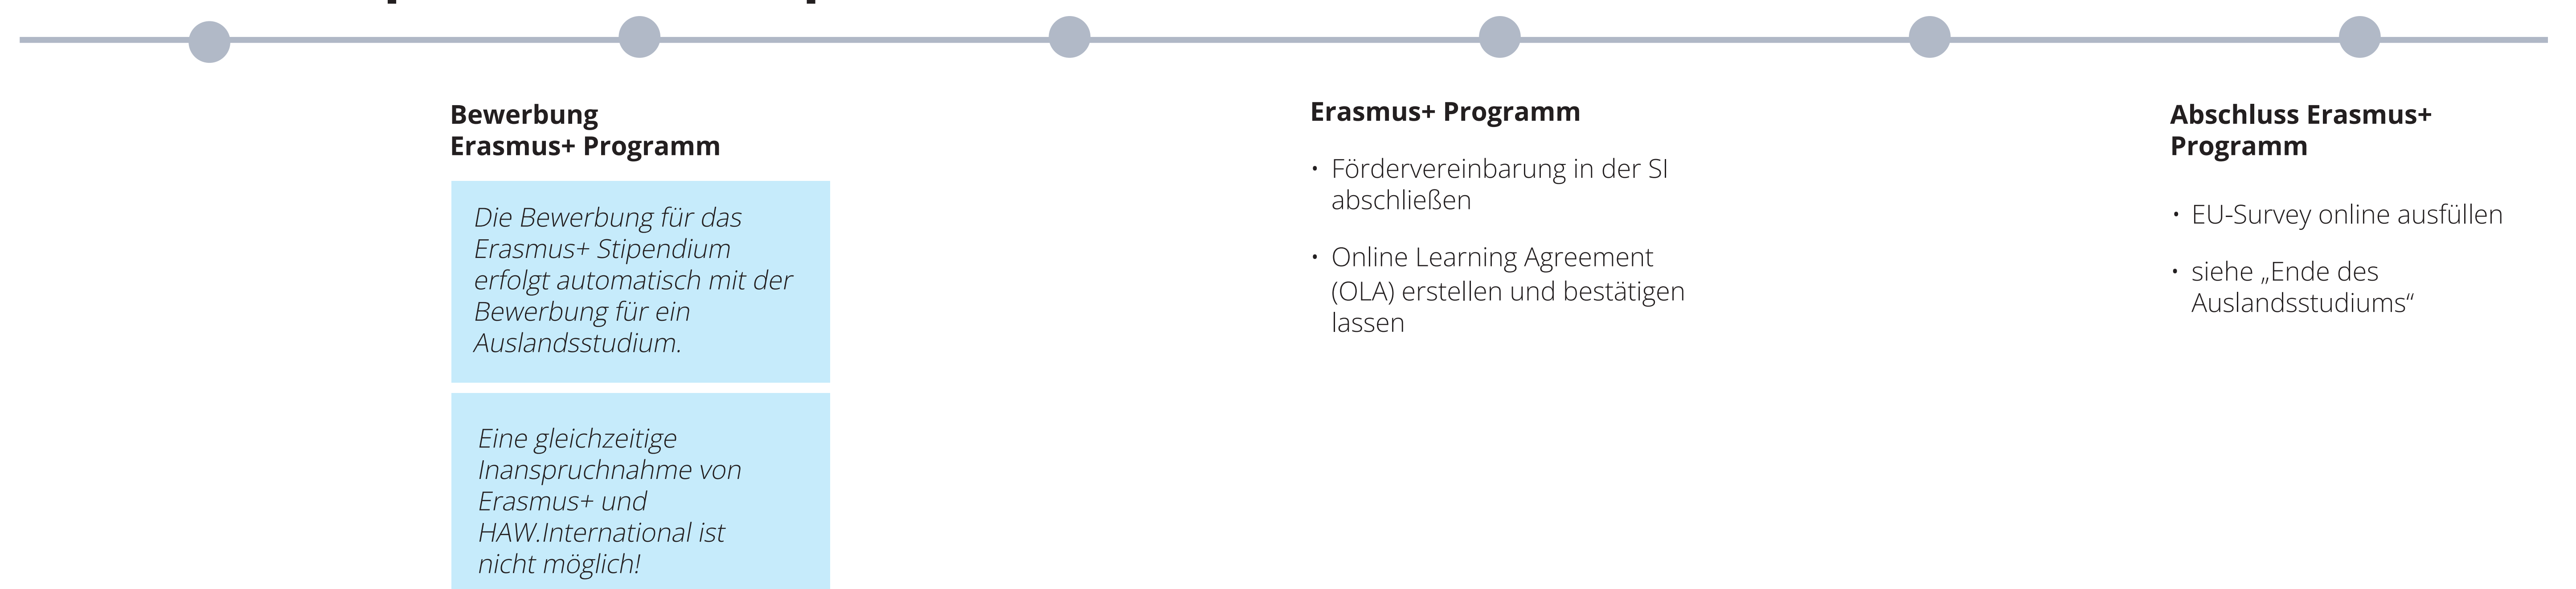 Bewerbung
Erasmus+ Programm
Die Bewerbung für das
Erasmus+ Stipendium
erfolgt automatisch mit der
Bewerbung für ein
Auslandsstudium.
Eine gleichzeitige
Inanspruchnahme von
Erasmus+ und
HAW.International ist
nicht möglich!
Erasmus+ Programm
• Fördervereinbarung in der SI
abschließen
• Online Learning Agreement
(OLA) erstellen und bestätigen
lassen
Abschluss Erasmus+
Programm
• EU-Survey online ausfüllen
• siehe „Ende des
Auslandsstudiums“